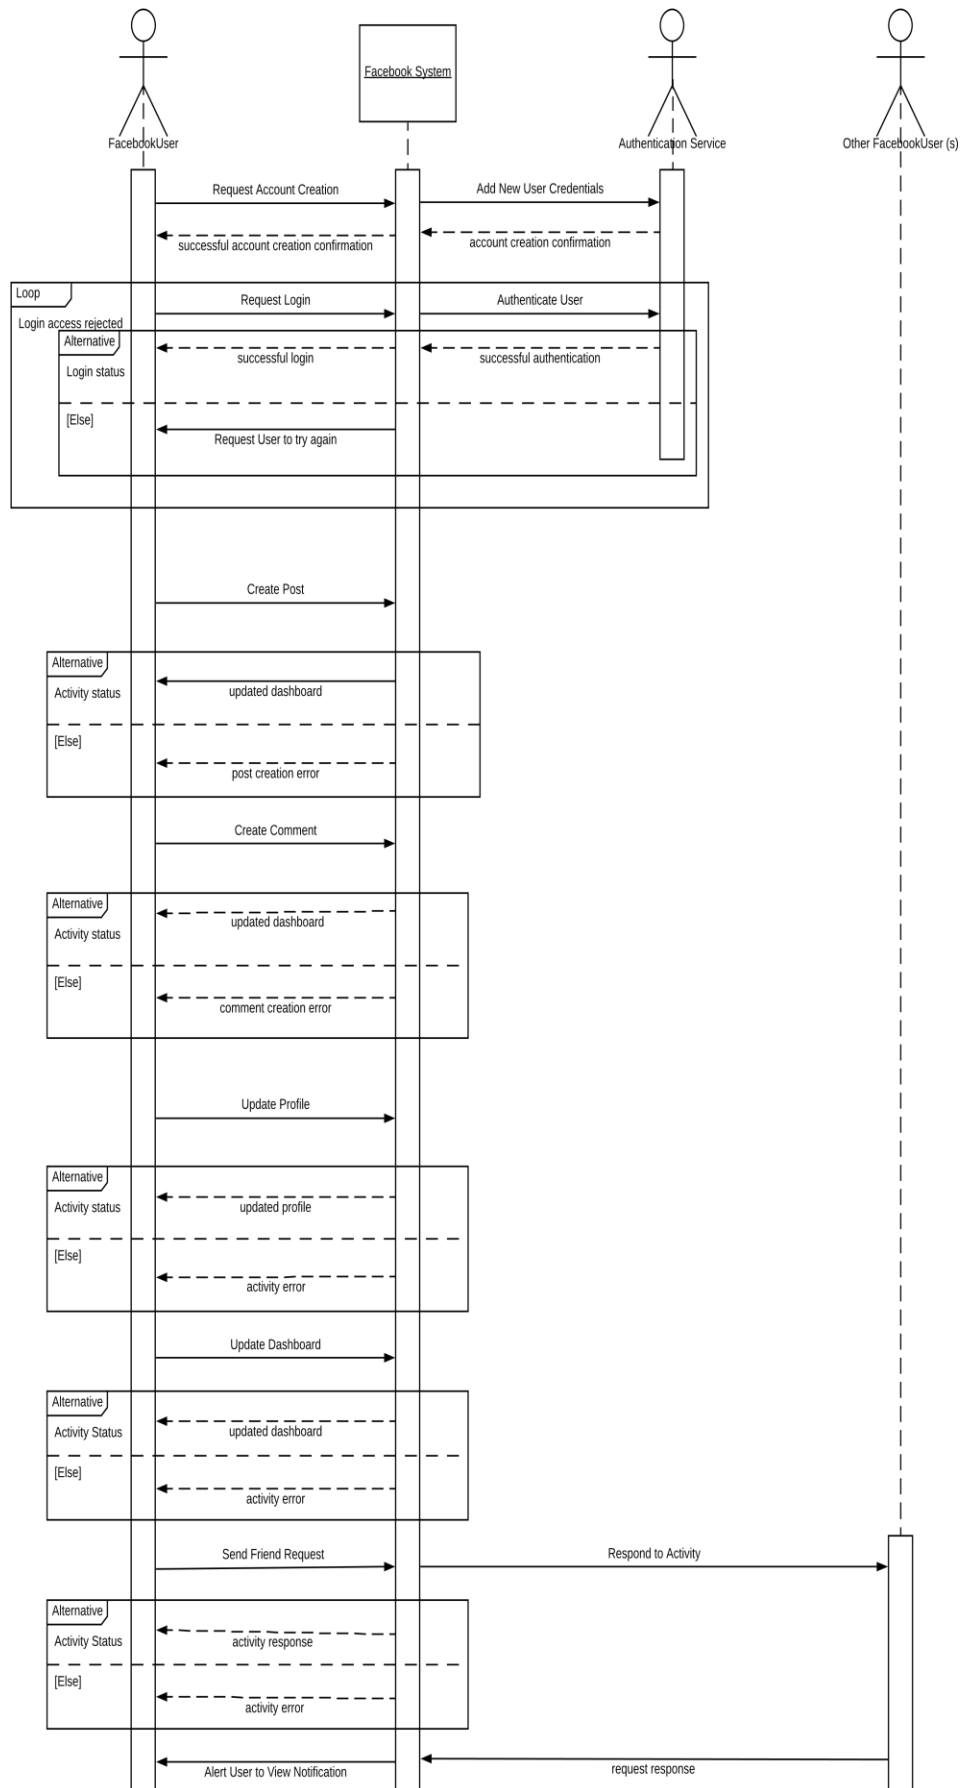 Facebook System
FacebookUser
Authentication Service
Other FacebookUser (s)
Request Account Creation
Add New User Credentials
successful account creation confirmation
account creation confirmation
Loop
Request Login
Authenticate User
Login access rejected
Alternative
successful login
successful authentication
Login status
[Else]
Request User to try again
Create Post
Alternative
Activity status
updated dashboard
[Else]
post creation error
Create Comment
Alternative
updated dashboard
Activity status
[Else]
comment creation error
Update Profile
Alternative
Activity status
updated profile
[Else]
activity error
Update Dashboard
Alternative
Activity Status
updated dashboard
[Else]
activity error
Send Friend Request
Respond to Activity
Alternative
Activity Status
activity response
[Else]
activity error
Alert User to View Notification
request response